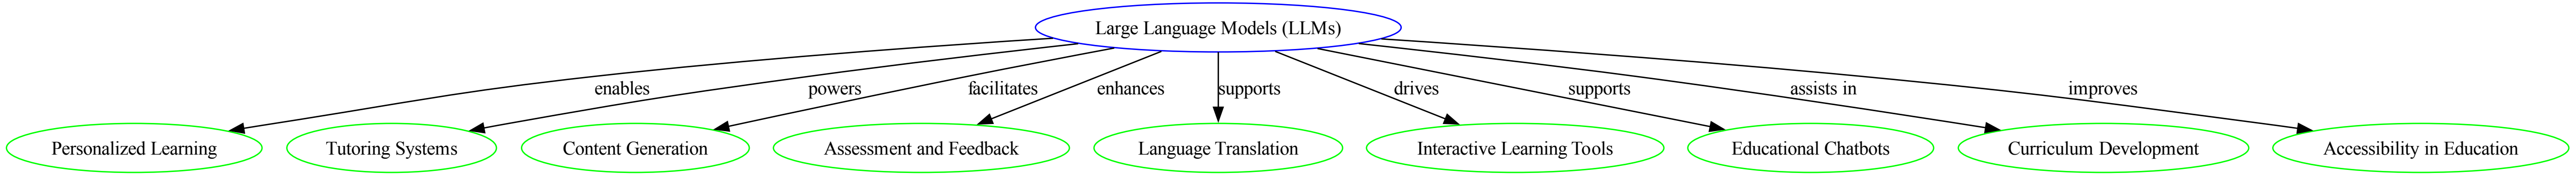 Large Language Models (LLMs)
enables
powers
facilitates
enhances
supports
drives
supports
assists in
improves
Personalized Learning
Tutoring Systems
Content Generation
Assessment and Feedback
Language Translation
Interactive Learning Tools
Educational Chatbots
Curriculum Development
Accessibility in Education